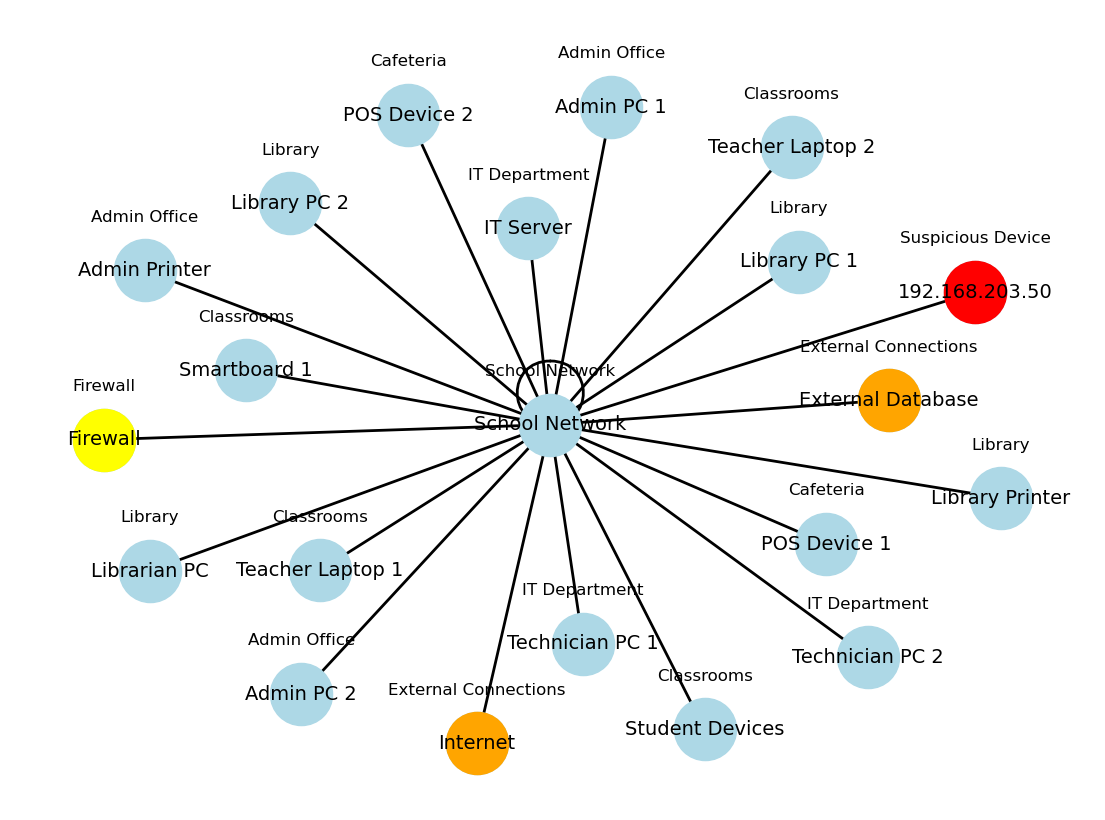 Admin Office
Cafeteria
Admin PC 1
POS Device 2
Classrooms
Teacher Laptop 2
Library
Library PC 2
IT Department
IT Server
Library
Library PC 1
Admin Office
Admin Printer
Suspicious Device
192.168.203.50
Classrooms
Smartboard 1
External Connections
External Database
School Network
School Network
Firewall
Firewall
Library
Library Printer
Cafeteria
POS Device 1
Library
Librarian PC
Classrooms
Teacher Laptop 1
IT Department
Technician PC 1
IT Department
Technician PC 2
Admin Office
Admin PC 2
Classrooms
Student Devices
External Connections
Internet